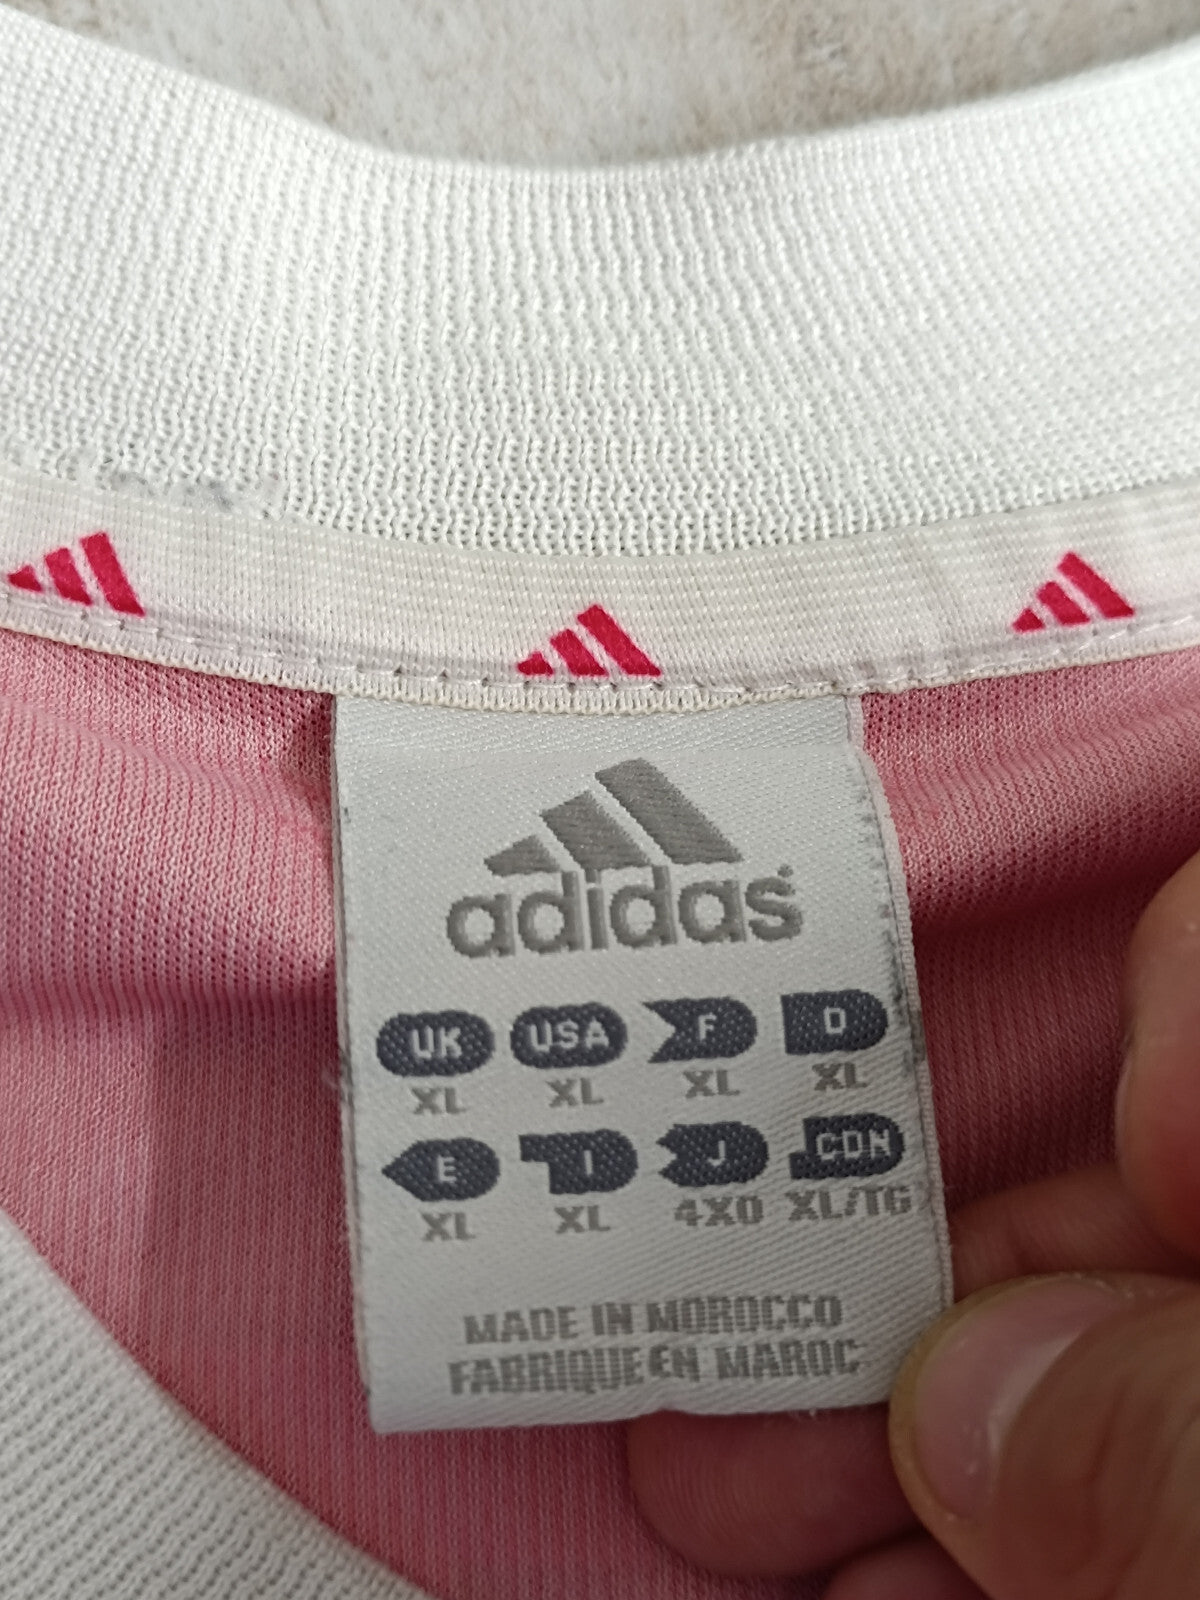 adidas
UK USA F D
XL XL XL XL
E I J CDN
XL XL 4XO XL/TG
MADE IN MOROCCO
FABRIQUE EN MAROC